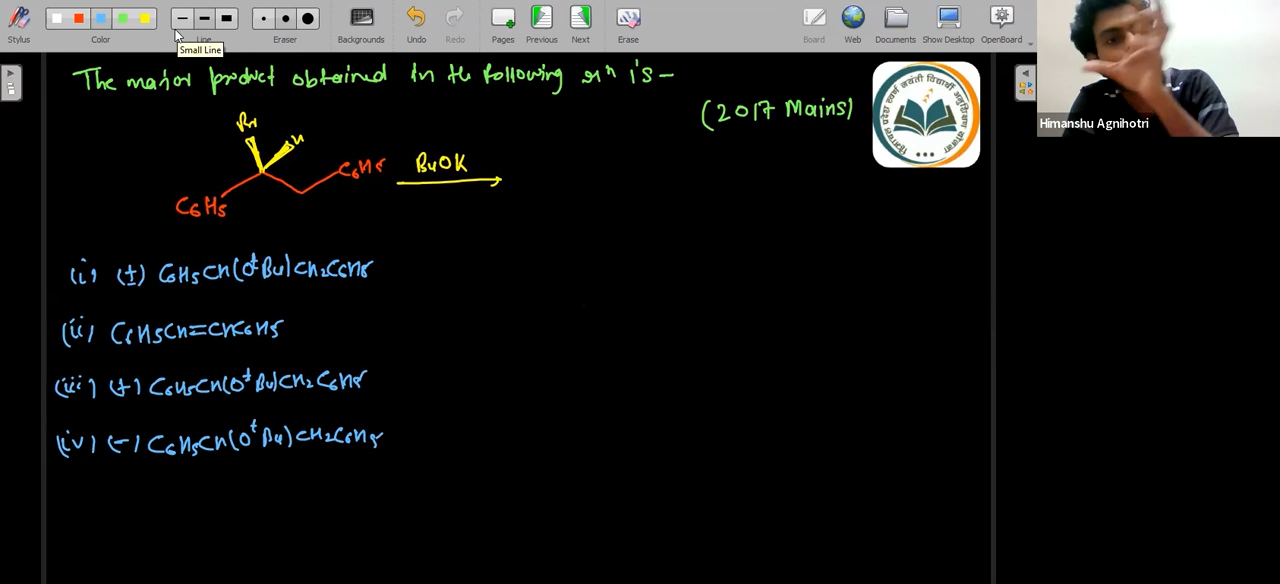 Stylus
Color
Line
Eraser
Backgrounds
Undo
Redo
Pages
Previous
Next
Erase
Board
Web
Documents
Show Desktop
OpenBoard
Small Line
The major product obtained in the following rxn is -
(2017 Mains)
Br
H
C6H5
C6H5
BuOK
(i) (±) C6H5CH(OtBu)CH2C6H5
(ii) C6H5CH=CHC6H5
(iii) (+) C6H5CH(OtBu)CH2C6H5
(iv) (-) C6H5CH(OtBu)CH2C6H5
Himanshu Agnihotri